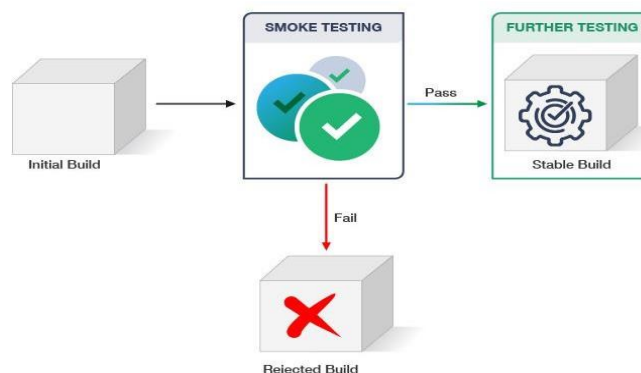 SMOKE TESTING
FURTHER TESTING
Pass
Initial Build
Stable Build
Fail
Rejected Build